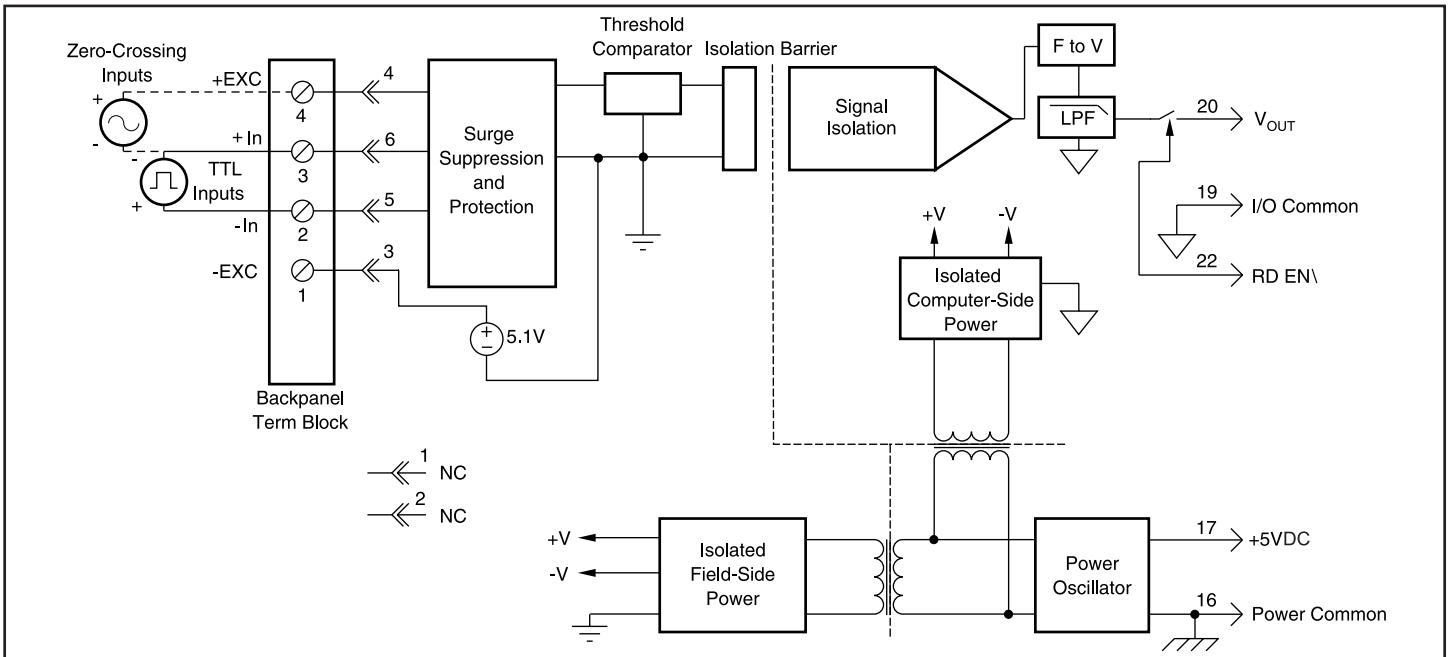 Zero-Crossing
Inputs
+
-
+EXC
+In
-
TTL
Inputs
+
-In
-EXC
4
3
2
1
Backpanel
Term Block
4
6
5
3
Surge
Suppression
and
Protection
+
−
5.1V
Threshold
Comparator
Isolation Barrier
Signal
Isolation
F to V
LPF
20
VOUT
19
I/O Common
22
RD EN\
+V
-V
Isolated
Computer-Side
Power
1
NC
2
NC
+V
-V
Isolated
Field-Side
Power
Power
Oscillator
17
+5VDC
16
Power Common